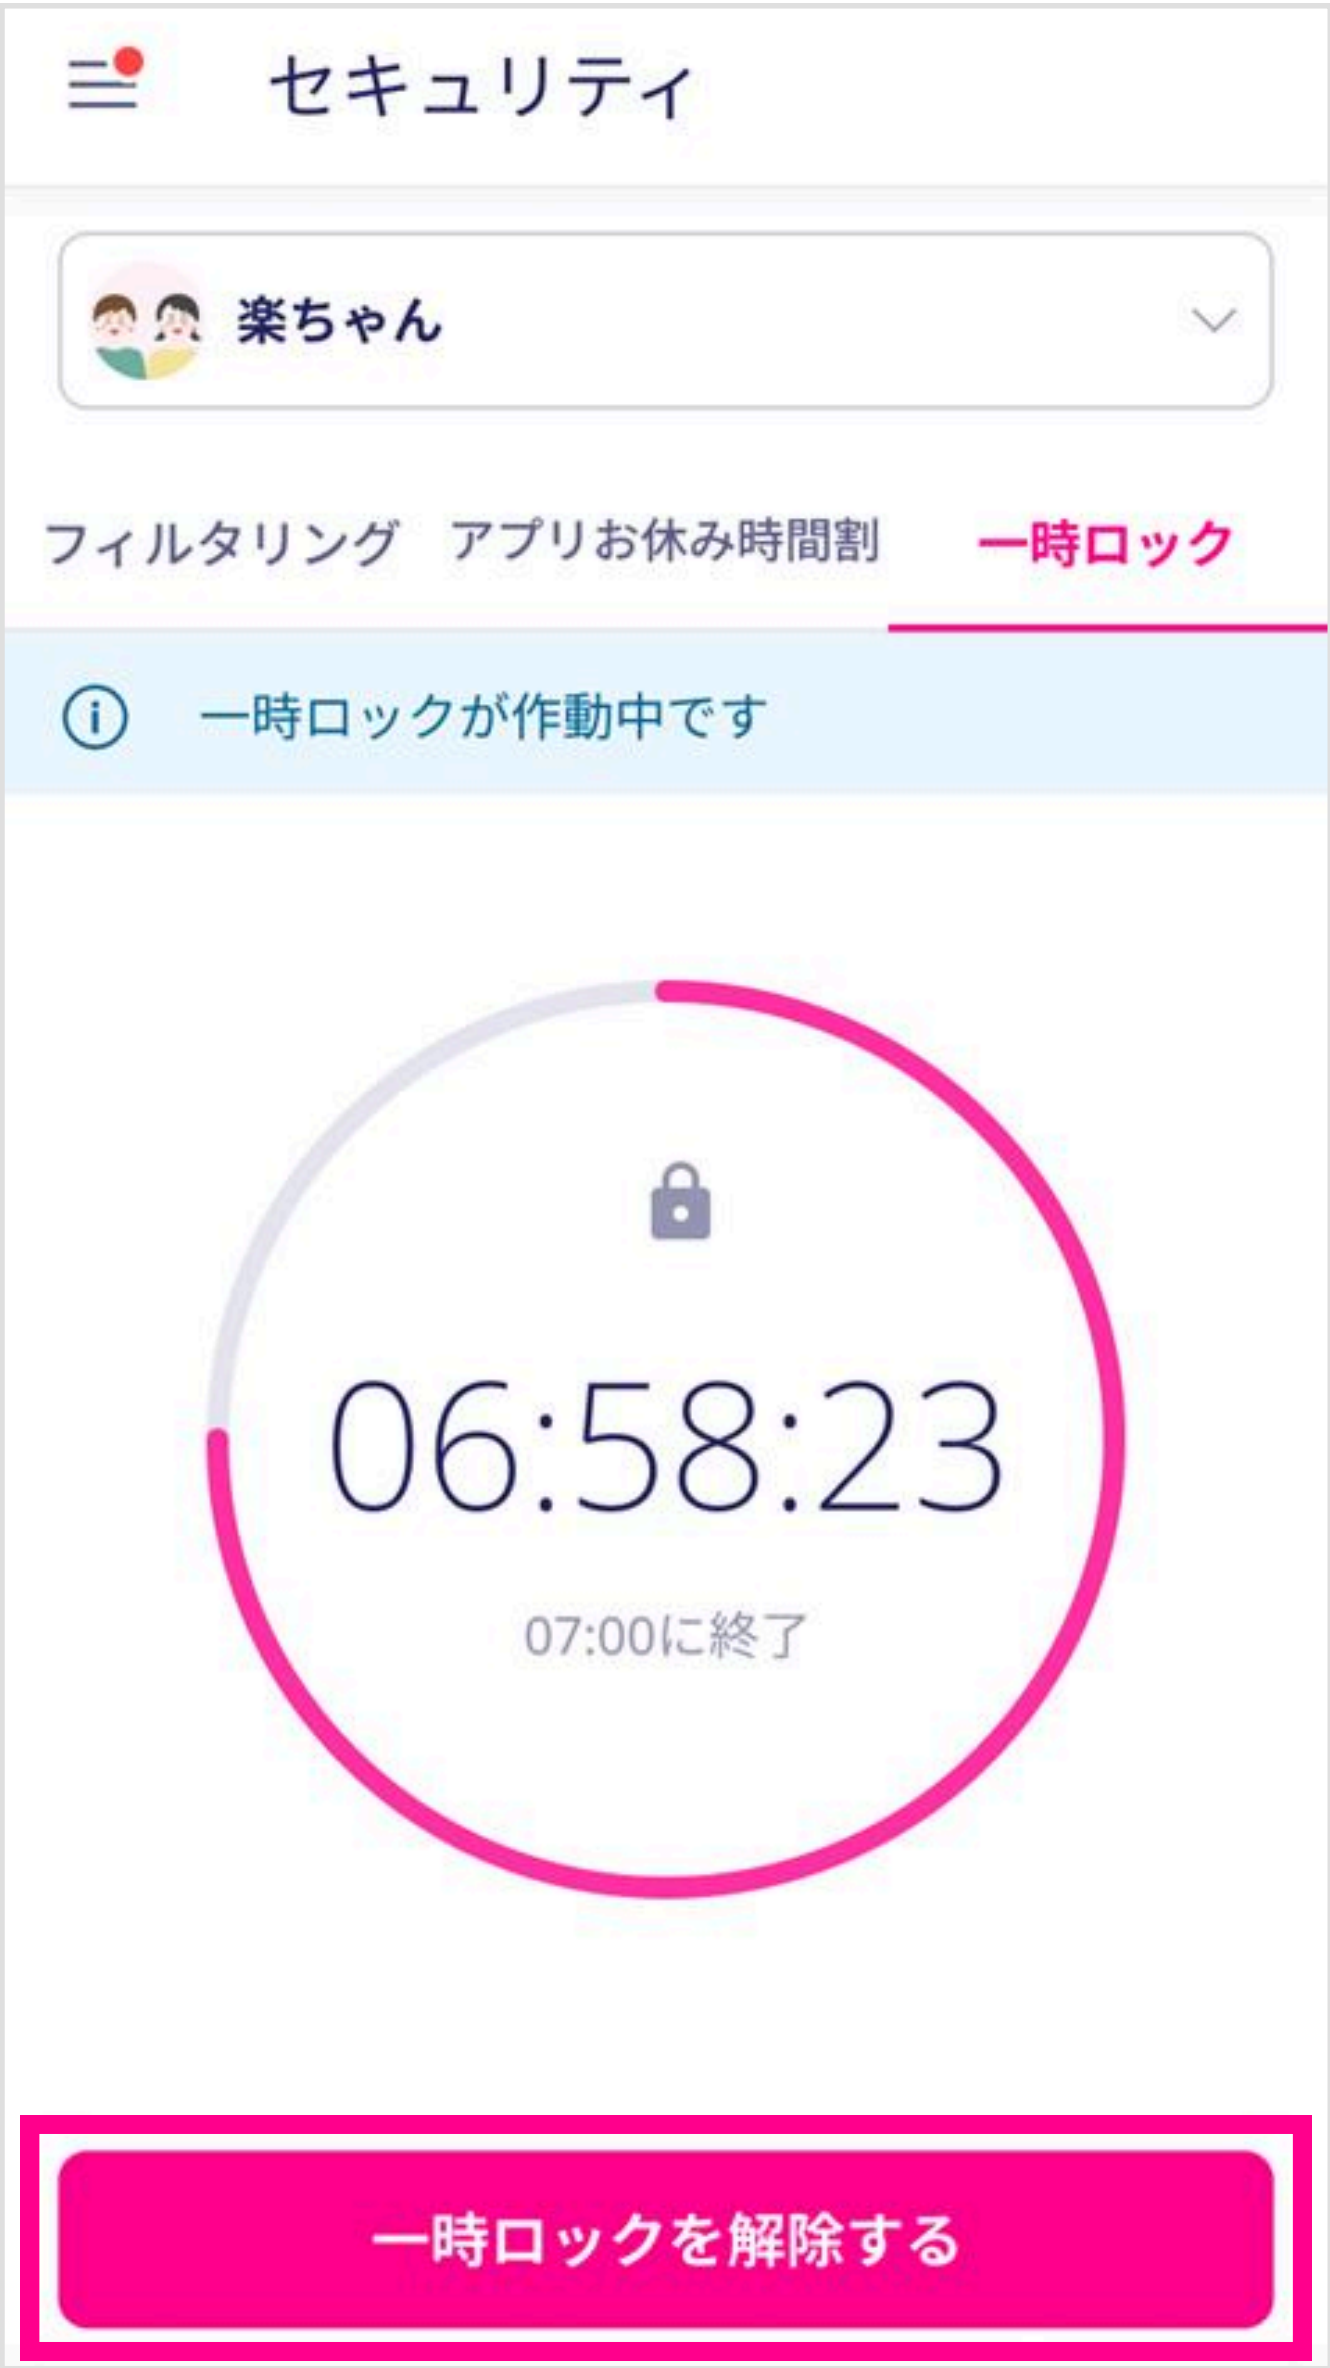 セキュリティ
楽ちゃん
フィルタリング アプリお休み時間割 一時ロック
一時ロックが作動中です
06:58:23
07:00に終了
一時ロックを解除する